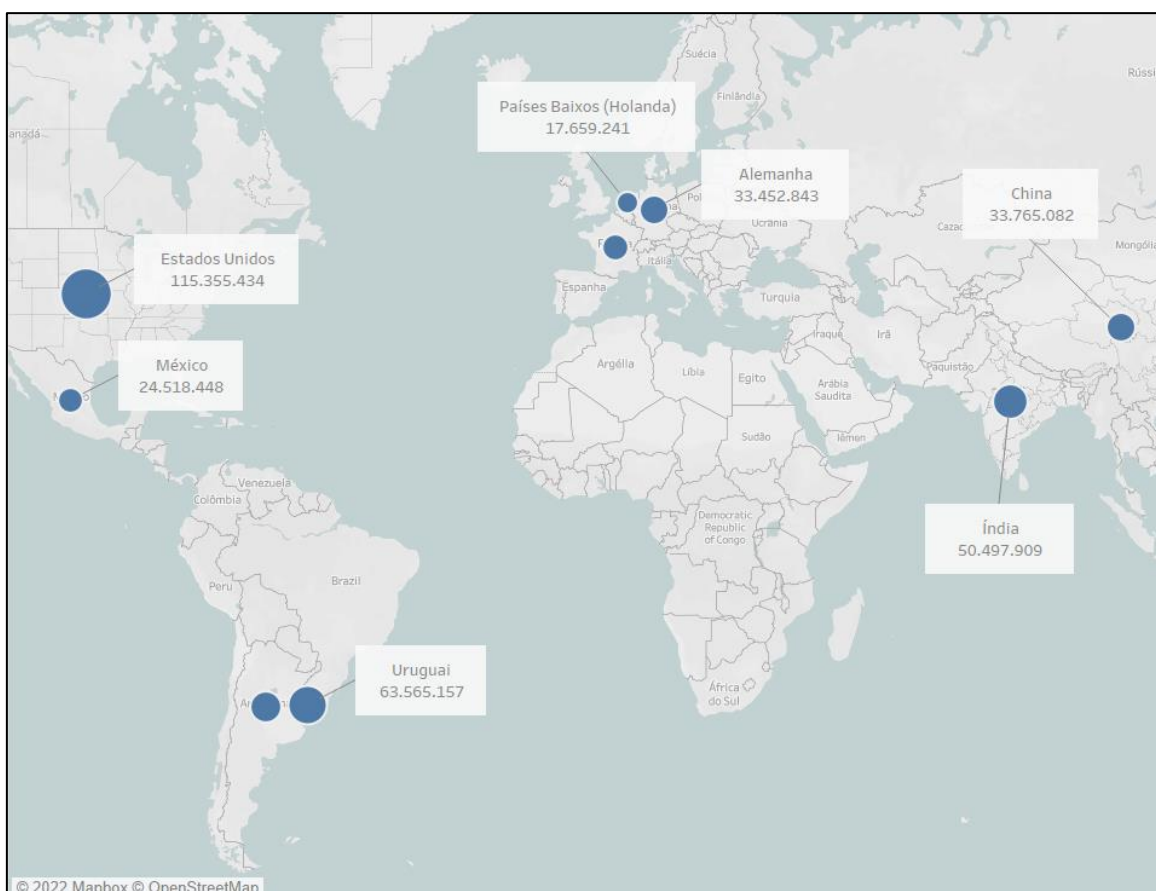 Suécia
Rússi
Finlândia
Países Baixos (Holanda)
17.659.241
anadá
Alemanha
33.452.843
China
33.765.082
Ucrânia
Cazac
Mongólia
Estados Unidos
115.355.434
Itália
Espanha
Turquia
México
24.518.448
Iraque
Irã
Argélia
Líbia
Egito
Paquistão
Arábia
Saudita
Sudão
Iêmen
Venezuela
Colômbia
Democratic
Republic
of Congo
Índia
50.497.909
Peru
Brazil
Uruguai
63.565.157
África
do Sul
© 2022 Mapbox © OpenStreetMap